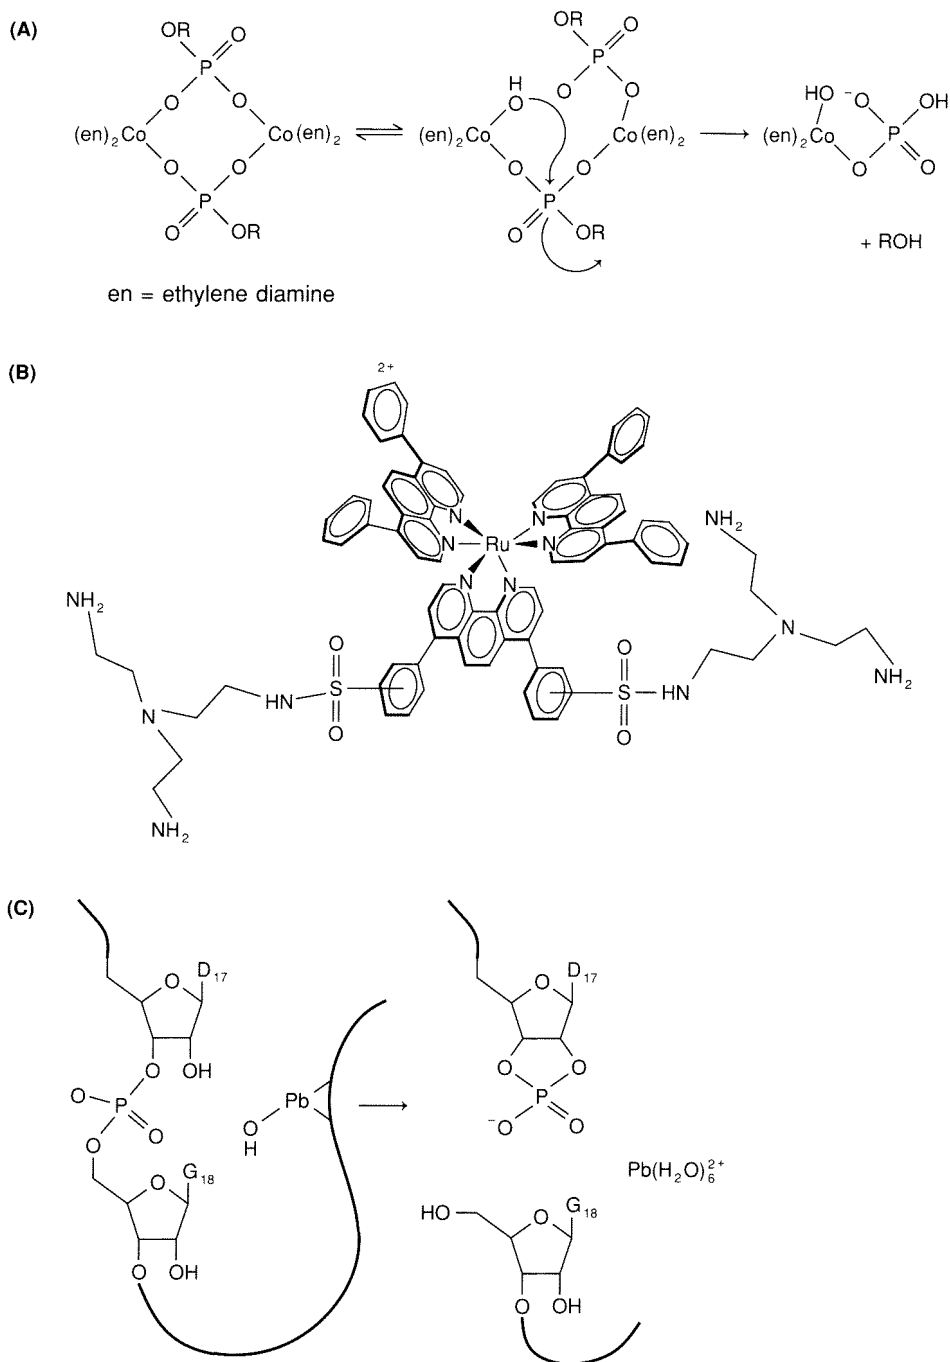 (A)
OR O OR O
P P
O O H O O HO ⁻O OH
(en)₂Co Co(en)₂ ⇌ (en)₂Co O Co(en)₂ → (en)₂Co P
O O O O O O
P P
O OR O OR + ROH
en = ethylene diamine
(B)
2+
NH₂
N N
N Ru N
N N
NH₂ N
O O
HN S S HN NH₂
N O O
NH₂
(C)
D₁₇ D₁₇
O O
O OH O O
O P Pb → P
O O ⁻O O
H
O
G₁₈ Pb(H₂O)₆²⁺
O G₁₈
HO O
O OH
O OH